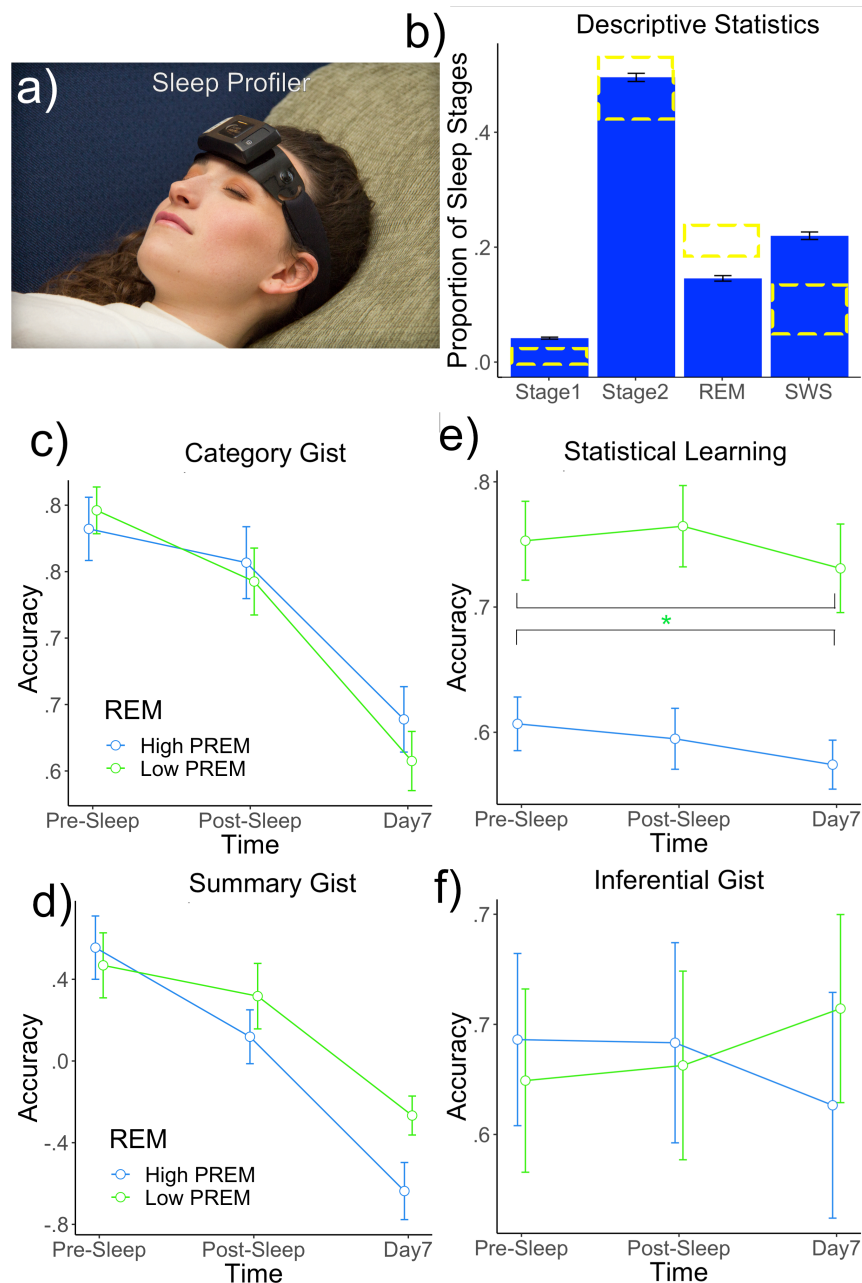 a)
Sleep Profiler
b)
Descriptive Statistics
Proportion of Sleep Stages
.4
.2
.0
Stage1 Stage2 REM SWS
c)
Category Gist
Accuracy
.8
.8
.7
.7
.6
REM
High PREM
Low PREM
Pre-Sleep Post-Sleep Day7
Time
e)
Statistical Learning
Accuracy
.8
.7
.6
*
Pre-Sleep Post-Sleep Day7
Time
d)
Summary Gist
Accuracy
.4
.0
-.4
-.8
REM
High PREM
Low PREM
Pre-Sleep Post-Sleep Day7
Time
f)
Inferential Gist
Accuracy
.7
.7
.6
Pre-Sleep Post-Sleep Day7
Time